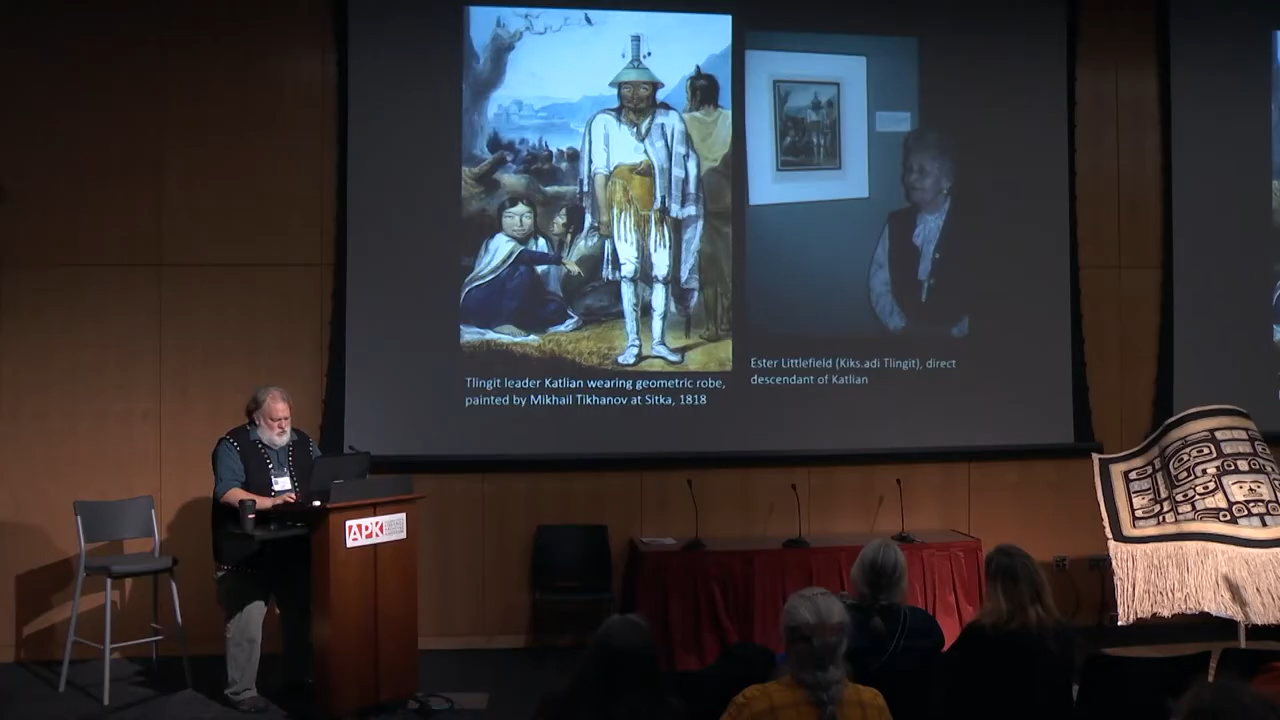 Tlingit leader Katlian wearing geometric robe,
painted by Mikhail Tikhanov at Sitka, 1818
Ester Littlefield (Kiks.adi Tlingit), direct
descendant of Katlian
APK